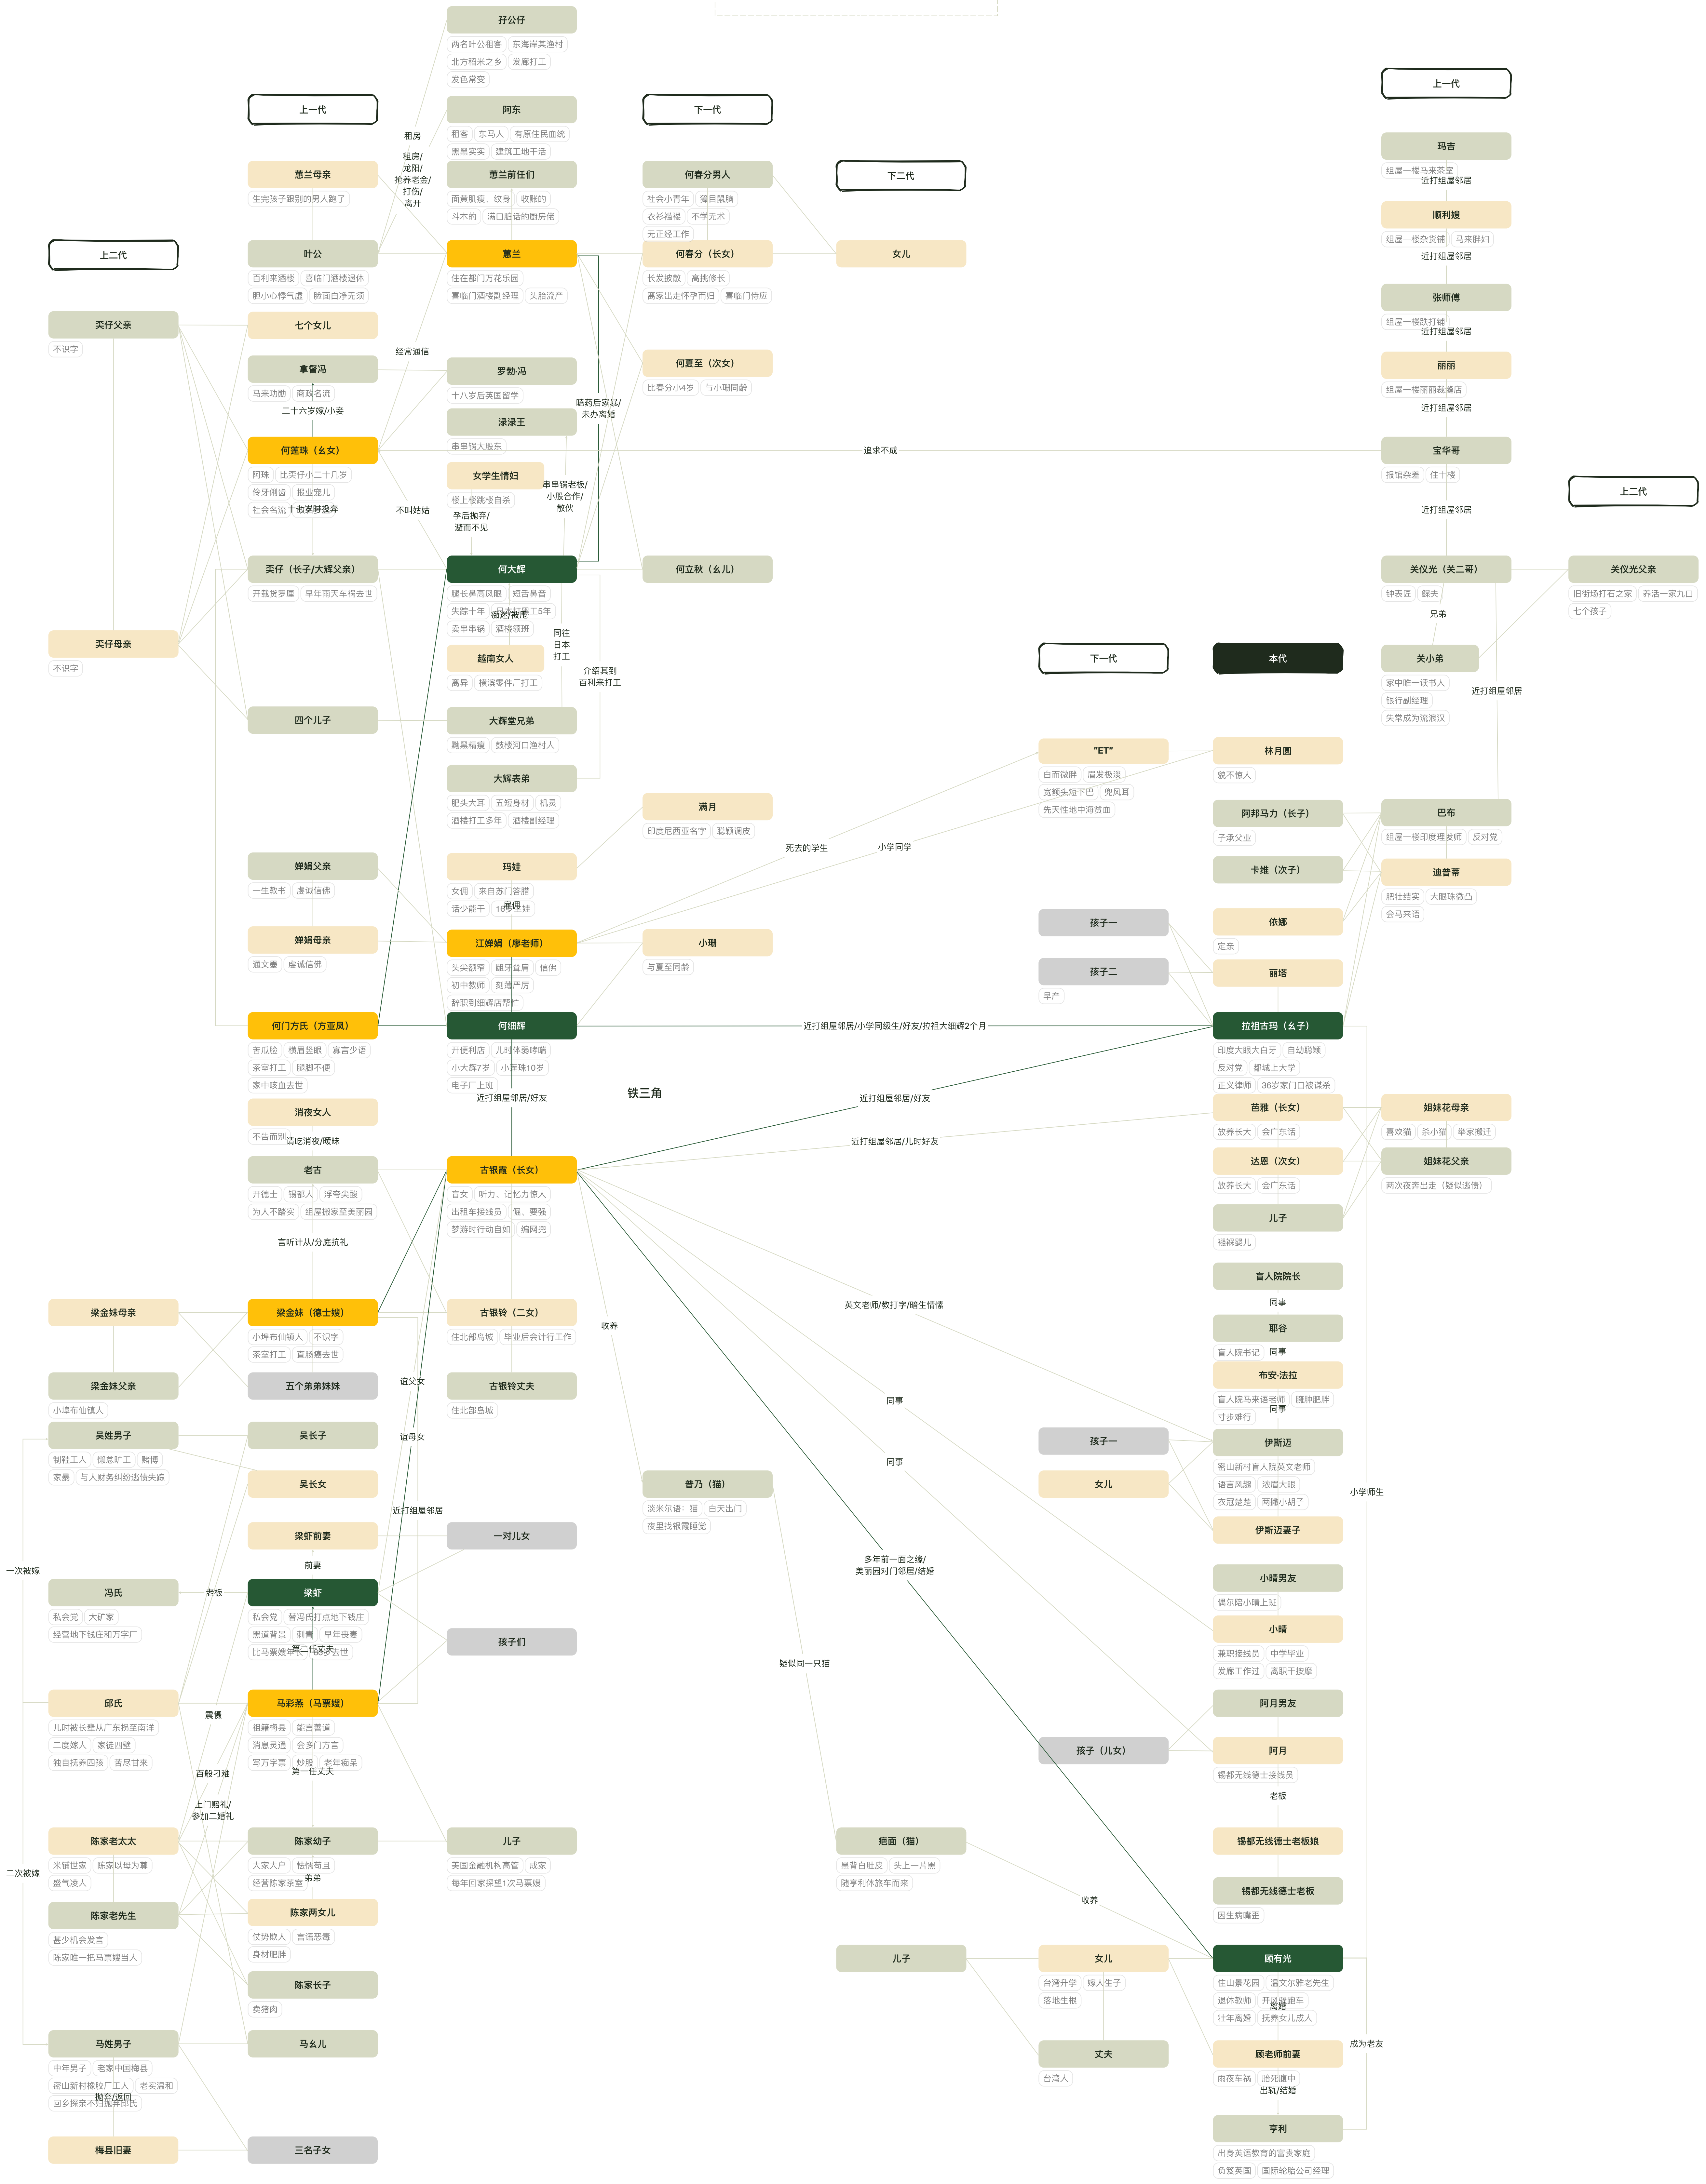 孖公仔
两名叶公租客 东海岸某渔村
北方稻米之乡 发廊打工
发色常变
上一代
阿东
下一代
上一代
租房
租客 东马人 有原住民血统
黑黑实实 建筑工地干活
玛吉
组屋一楼马来茶室
近打组屋邻居
租房/
龙阳/
抢养老金/
打伤/
离开
蕙兰母亲
生完孩子跟别的男人跑了
蕙兰前任们
面黄肌瘦、纹身 收账的
斗木的 满口脏话的厨房佬
何春分男人
社会小青年 獐目鼠脑
衣衫褴褛 不学无术
无正经工作
下二代
顺利嫂
组屋一楼杂货铺 马来胖妇
近打组屋邻居
上二代
叶公
百利来酒楼 喜临门酒楼退休
胆小心悸气虚 脸面白净无须
蕙兰
住在都门万花乐园
喜临门酒楼副经理 头胎流产
何春分（长女）
长发披散 高挑修长
离家出走怀孕而归 喜临门侍应
女儿
张师傅
组屋一楼跌打铺
近打组屋邻居
奀仔父亲
不识字
七个女儿
经常通信
拿督冯
马来功勋 商政名流
二十六岁嫁/小妾
罗勃·冯
十八岁后英国留学
何夏至（次女）
比春分小4岁 与小珊同龄
丽丽
组屋一楼丽丽裁缝店
近打组屋邻居
嗑药后家暴/
未办离婚
渌渌王
串串锅大股东
何莲珠（幺女）
阿珠 比奀仔小二十几岁
伶牙俐齿 报业宠儿
社会名流
十七岁时投奔
追求不成
宝华哥
报馆杂差 住十楼
近打组屋邻居
女学生情妇
楼上楼跳楼自杀
孕后抛弃/
避而不见
串串锅老板/
小股合作/
散伙
不叫姑姑
上二代
奀仔（长子/大辉父亲）
开载货罗厘 早年雨天车祸去世
何大辉
腿长鼻高凤眼 短舌鼻音
失踪十年
痴迷/被甩
卖串串锅 酒楼领班
何立秋（幺儿）
关仪光（关二哥）
钟表匠 鳏夫
兄弟
关仪光父亲
旧街场打石之家 养活一家九口
七个孩子
奀仔母亲
不识字
越南女人
离异 横滨零件厂打工
同往
日本
打工
介绍其到
百利来打工
下一代
本代
关小弟
家中唯一读书人
银行副经理
失常成为流浪汉
近打组屋邻居
四个儿子
大辉堂兄弟
黝黑精瘦 鼓楼河口渔村人
大辉表弟
肥头大耳 五短身材 机灵
酒楼打工多年 酒楼副经理
"ET"
白而微胖 眉发极淡
宽额头短下巴 兜风耳
先天性地中海贫血
林月圆
貌不惊人
满月
印度尼西亚名字 聪颖调皮
阿邦马力（长子）
子承父业
巴布
组屋一楼印度理发师 反对党
死去的学生
小学同学
婵娟父亲
一生教书 虔诚信佛
玛娃
女佣 来自苏门答腊
话少能干
雇佣
卡维（次子）
迪普蒂
肥壮结实 大眼珠微凸
会马来语
婵娟母亲
通文墨 虔诚信佛
江婵娟（廖老师）
头尖额窄 龃牙耸肩 信佛
初中教师 刻薄严厉
辞职到细辉店帮忙
小珊
与夏至同龄
孩子一
依娜
定亲
孩子二
早产
丽塔
何门方氏（方亚凤）
苦瓜脸 横眉竖眼 寡言少语
茶室打工 腿脚不便
家中咳血去世
何细辉
开便利店 儿时体弱哮喘
小大辉7岁 小莲珠10岁
电子厂上班
近打组屋邻居/好友
近打组屋邻居/小学同级生/好友/拉祖大细辉2个月
拉祖古玛（幺子）
印度大眼大白牙 自幼聪颖
反对党 都城上大学
正义律师 36岁家门口被谋杀
铁三角
近打组屋邻居/好友
消夜女人
不告而别
请吃消夜/暧昧
近打组屋邻居/儿时好友
芭雅（长女）
放养长大 会广东话
姐妹花母亲
喜欢猫 杀小猫 举家搬迁
老古
开德士 锡都人 浮夸尖酸
为人不踏实 组屋搬家至美丽园
古银霞（长女）
盲女 听力、记忆力惊人
出租车接线员 倔、要强
梦游时行动自如 编网兜
达恩（次女）
放养长大 会广东话
姐妹花父亲
两次夜奔出走（疑似逃债）
儿子
襁褓婴儿
言听计从/分庭抗礼
盲人院院长
同事
梁金妹母亲
梁金妹（德士嫂）
小埠布仙镇人 不识字
茶室打工 直肠癌去世
古银铃（二女）
住北部岛城 毕业后会计行工作
收养
英文老师/教打字/暗生情愫
耶谷
盲人院书记
同事
梁金妹父亲
小埠布仙镇人
五个弟弟妹妹
谊父女
古银铃丈夫
住北部岛城
同事
布安·法拉
盲人院马来语老师 臃肿肥胖
寸步难行
同事
吴姓男子
制鞋工人 懒怠旷工 赌博
家暴 与人财务纠纷逃债失踪
吴长子
谊母女
孩子一
伊斯迈
密山新村盲人院英文老师
语言风趣 浓眉大眼
衣冠楚楚 两撇小胡子
吴长女
同事
普乃（猫）
淡米尔语：猫 白天出门
夜里找银霞睡觉
女儿
小学师生
近打组屋邻居
梁虾前妻
前妻
一对儿女
伊斯迈妻子
一次被嫁
多年前一面之缘/
美丽园对门邻居/结婚
冯氏
私会党 大矿家
经营地下钱庄和万字厂
老板
梁虾
私会党 替冯氏打点地下钱庄
黑道背景 刺青 早年丧妻
第二任丈夫
小晴男友
偶尔陪小晴上班
孩子们
疑似同一只猫
小晴
兼职接线员 中学毕业
发廊工作过 离职干按摩
邱氏
儿时被长辈从广东拐至南洋
二度嫁人 家徒四壁
独自抚养四孩 苦尽甘来
震慑
马彩燕（马票嫂）
祖籍梅县 能言善道
消息灵通 会多门方言
写万字票 炒股 老年痴呆
第一任丈夫
阿月男友
孩子（儿女）
阿月
锡都无线德士接线员
老板
百般刁难
上门赔礼/
参加二婚礼
陈家老太太
米铺世家 陈家以母为尊
盛气凌人
陈家幼子
大家大户 怯懦苟且
经营陈家茶室
弟弟
儿子
美国金融机构高管 成家
每年回家探望1次马票嫂
疤面（猫）
黑背白肚皮 头上一片黑
随亨利休旅车而来
收养
锡都无线德士老板娘
二次被嫁
锡都无线德士老板
因生病嘴歪
陈家老先生
甚少机会发言
陈家唯一把马票嫂当人
陈家两女儿
仗势欺人 言语恶毒
身材肥胖
儿子
女儿
台湾升学 嫁人生子
落地生根
顾有光
住山景花园 温文尔雅老先生
退休教师
离婚
壮年离婚 抚养女儿成人
陈家长子
卖猪肉
马姓男子
中年男子 老家中国梅县
密山新村橡胶厂工人 老实温和
回乡探亲不归抛弃邱氏
抛弃/返回
马幺儿
丈夫
台湾人
顾老师前妻
雨夜车祸 胎死腹中
出轨/结婚
成为老友
梅县旧妻
三名子女
亨利
出身英语教育的富贵家庭
负笈英国 国际轮胎公司经理